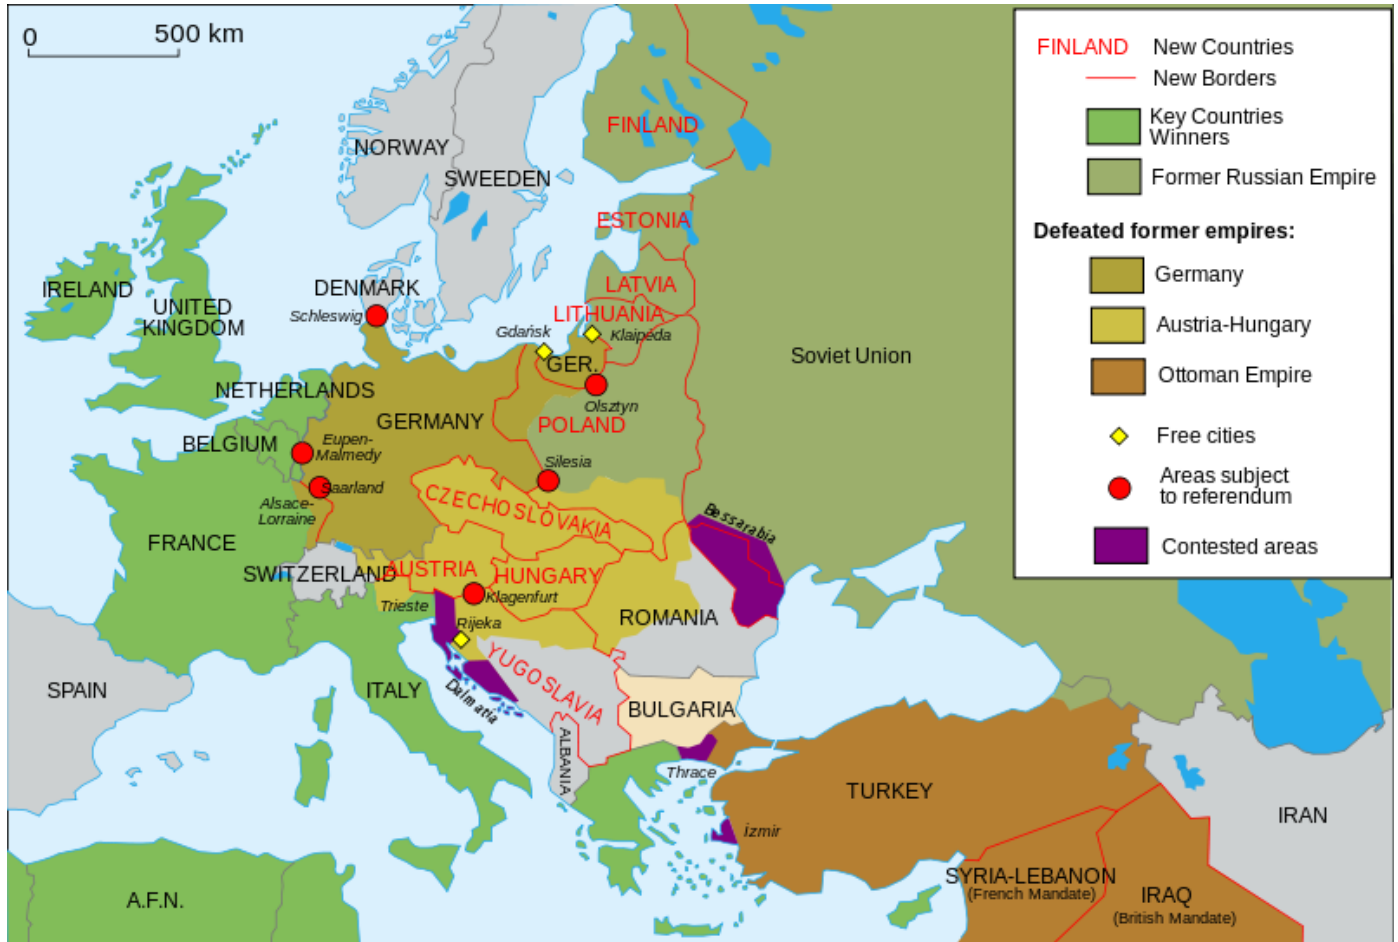 0
500 km
NORWAY
SWEEDEN
FINLAND
ESTONIA
LATVIA
LITHUANIA
Klaipėda
IRELAND
UNITED
KINGDOM
DENMARK
Schleswig
Gdańsk
GER.
Olsztyn
Soviet Union
NETHERLANDS
GERMANY
POLAND
BELGIUM
Eupen-
Malmedy
Silesia
Saarland
Alsace-
Lorraine
CZECHOSLOVAKIA
Bessarabia
FRANCE
SWITZERLAND
AUSTRIA
HUNGARY
Klagenfurt
Trieste
Rijeka
ROMANIA
SPAIN
ITALY
YUGOSLAVIA
Dalmatia
BULGARIA
ALBANIA
Thrace
TURKEY
İzmir
IRAN
SYRIA-LEBANON
(French Mandate)
IRAQ
(British Mandate)
A.F.N.
FINLAND New Countries
New Borders
Key Countries
Winners
Former Russian Empire
Defeated former empires:
Germany
Austria-Hungary
Ottoman Empire
Free cities
Areas subject
to referendum
Contested areas